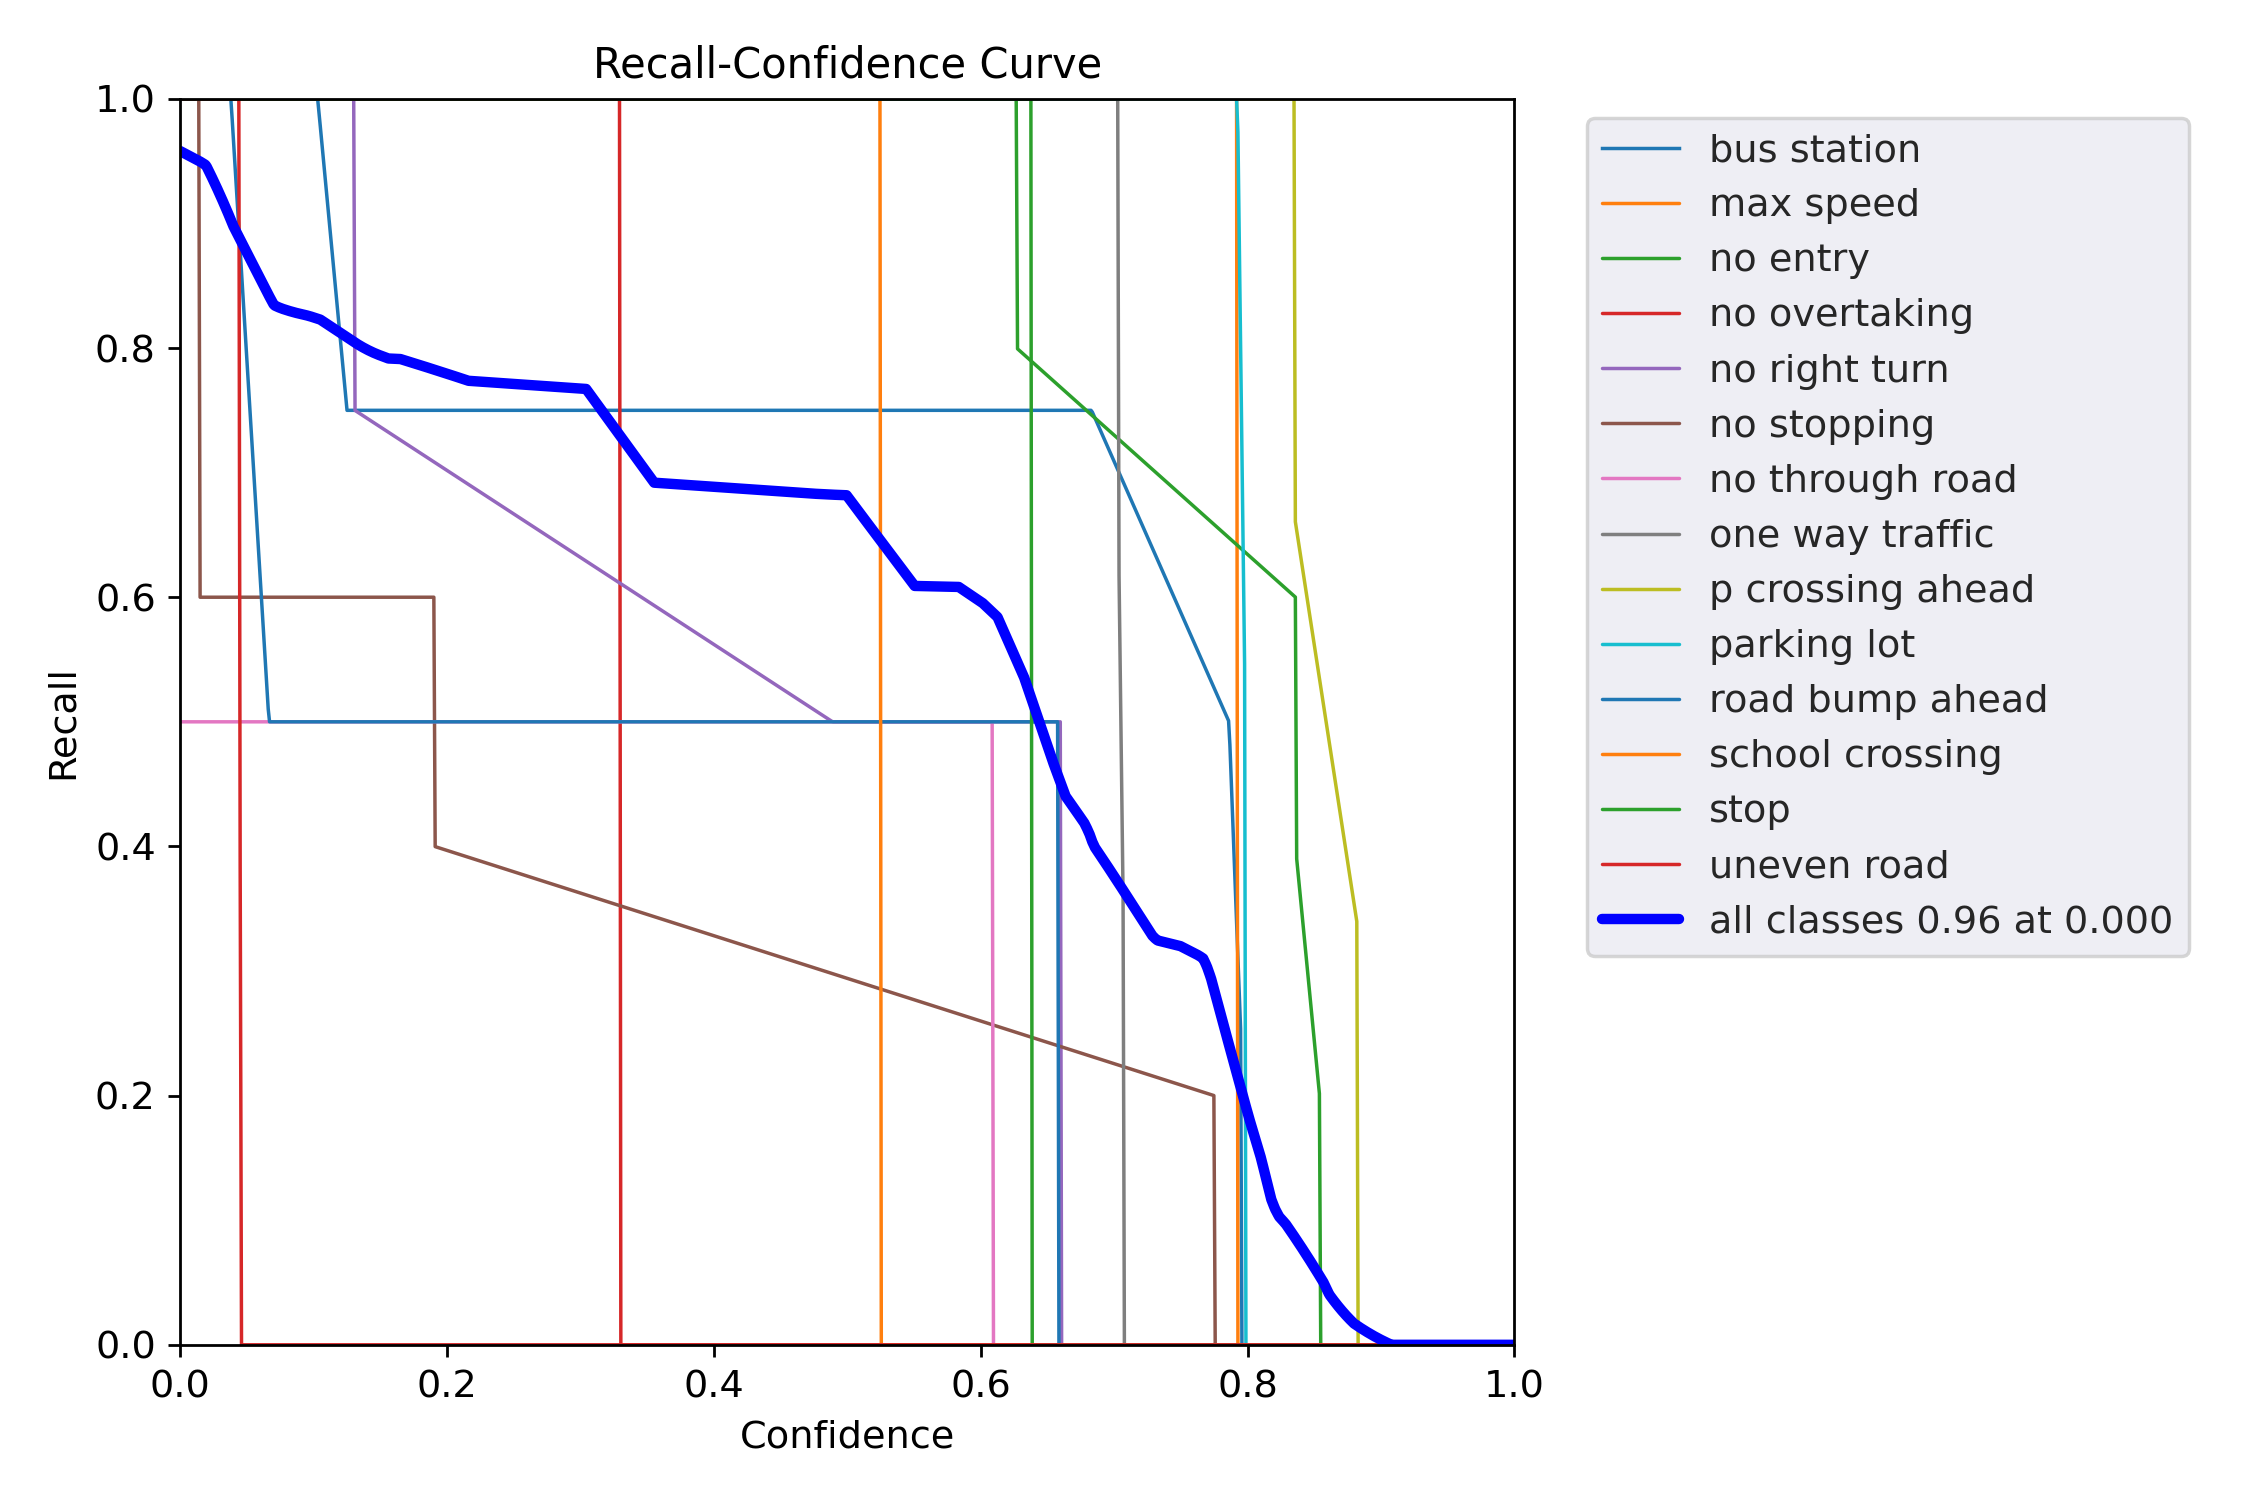 Recall-Confidence Curve
1.0
0.8
0.6
0.4
0.2
0.0
Recall
0.0 0.2 0.4 0.6 0.8 1.0
Confidence
bus station
max speed
no entry
no overtaking
no right turn
no stopping
no through road
one way traffic
p crossing ahead
parking lot
road bump ahead
school crossing
stop
uneven road
all classes 0.96 at 0.000